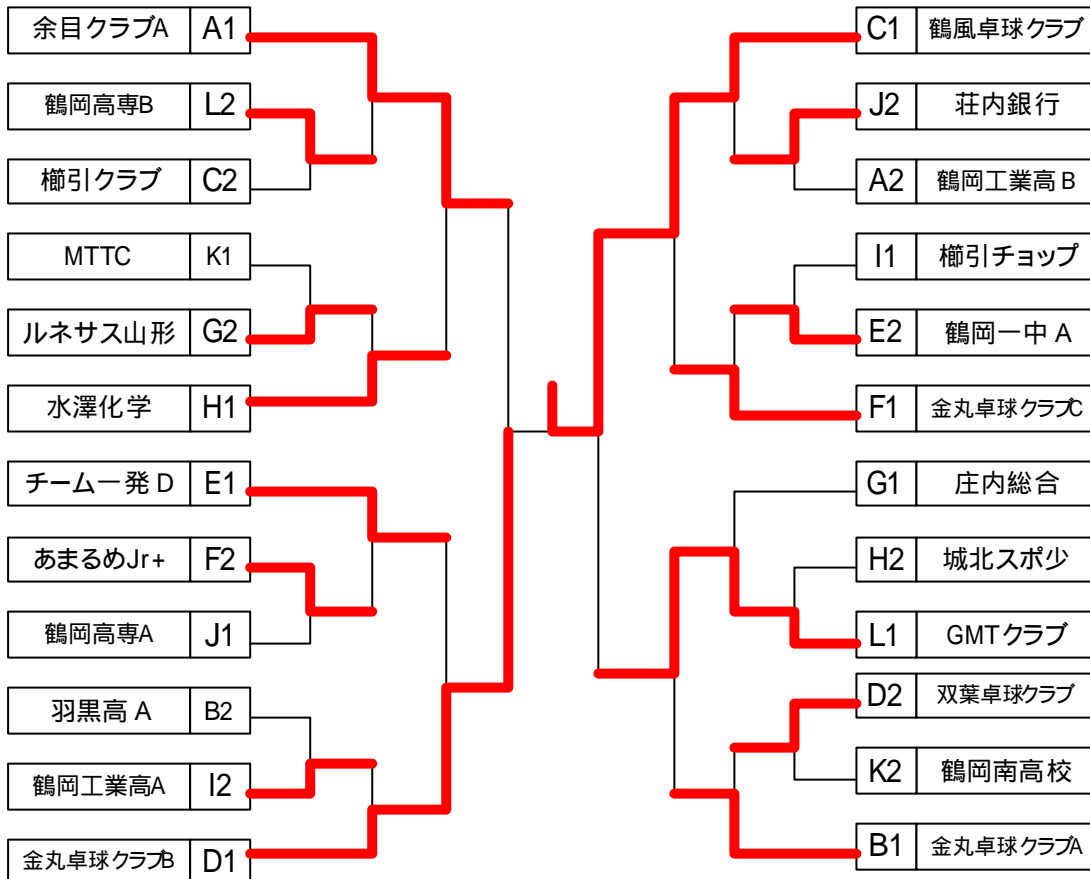 余目クラブA A1
鶴岡高専B L2
櫛引クラブ C2
MTTC K1
ルネサス山形 G2
水澤化学 H1
チーム一発 D E1
あまるめJr+ F2
鶴岡高専A J1
羽黒高 A B2
鶴岡工業高A I2
金丸卓球クラブB D1
C1 鶴風卓球クラブ
J2 荘内銀行
A2 鶴岡工業高 B
I1 櫛引チョップ
E2 鶴岡一中 A
F1 金丸卓球クラブC
G1 庄内総合
H2 城北スポ少
L1 GMTクラブ
D2 双葉卓球クラブ
K2 鶴岡南高校
B1 金丸卓球クラブA